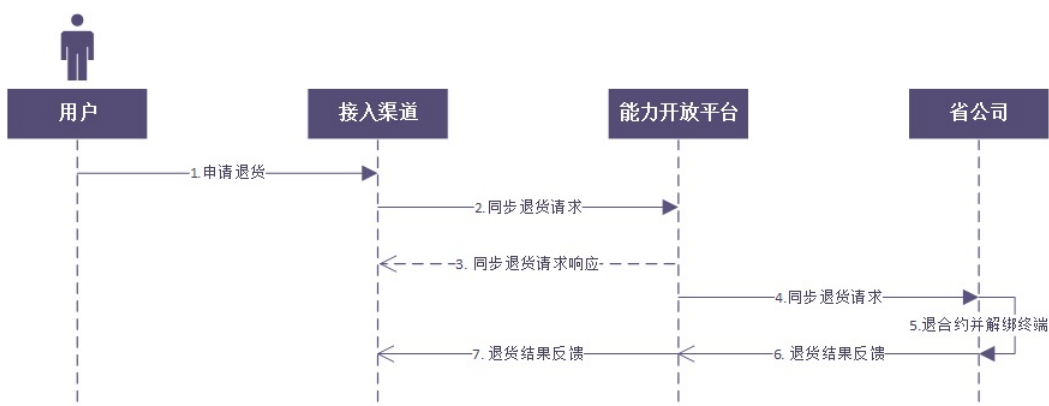 用户
接入渠道
能力开放平台
省公司
1.申请退货
2.同步退货请求
3. 同步退货请求响应
4.同步退货请求
5.退合约并解绑终端
7. 退货结果反馈
6. 退货结果反馈